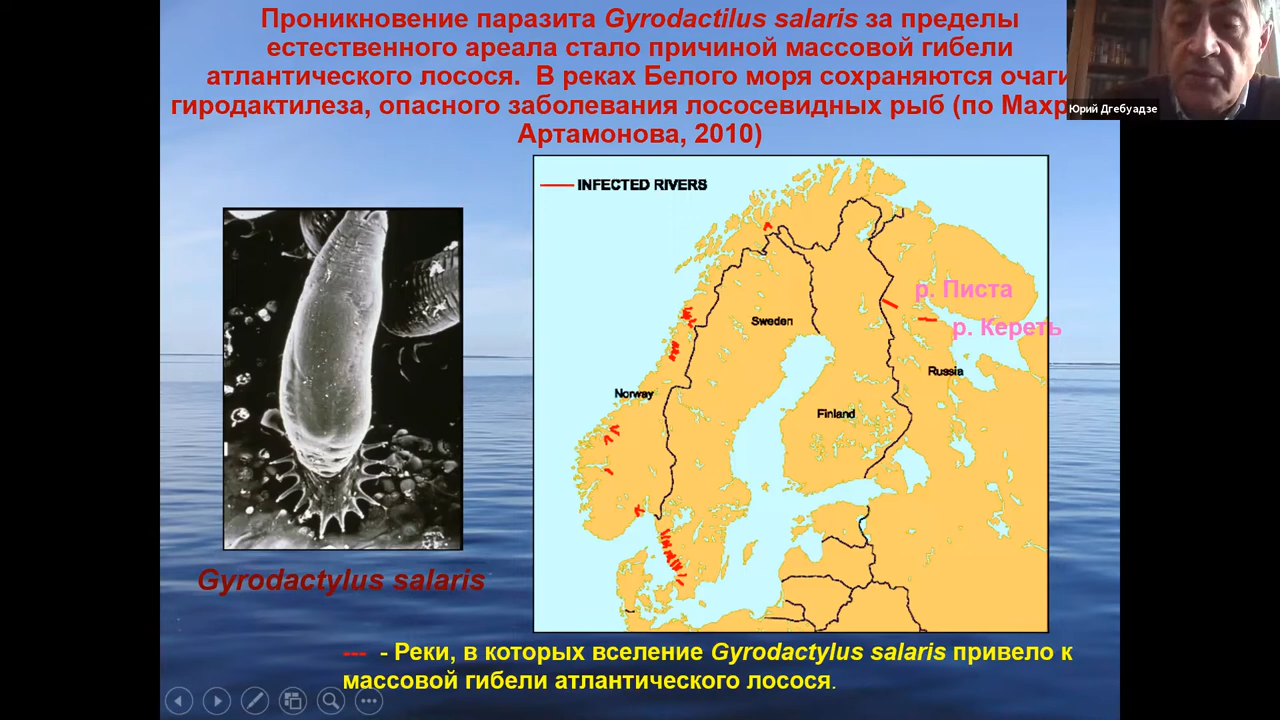 Проникновение паразита Gyrodactilus salaris за пределы
естественного ареала стало причиной массовой гибели
атлантического лосося. В реках Белого моря сохраняются очаги
гиродактилеза, опасного заболевания лососевидных рыб (по
Артамонова, 2010)
Юрий Дгебуадзе
INFECTED RIVERS
р. Писта
Sweden
р. Кереть
Russia
Norway
Finland
Gyrodactylus salaris
--- - Реки, в которых вселение Gyrodactylus salaris привело к
массовой гибели атлантического лосося.